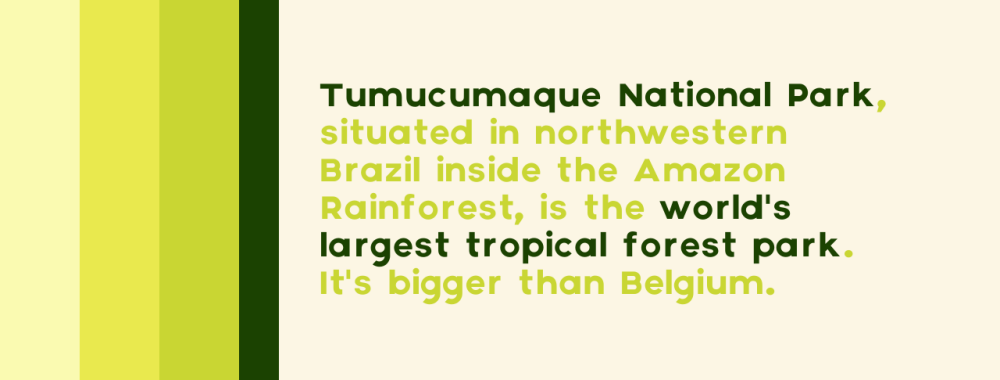 Tumucumaque National Park,
situated in northwestern
Brazil inside the Amazon
Rainforest, is the world's
largest tropical forest park.
It's bigger than Belgium.